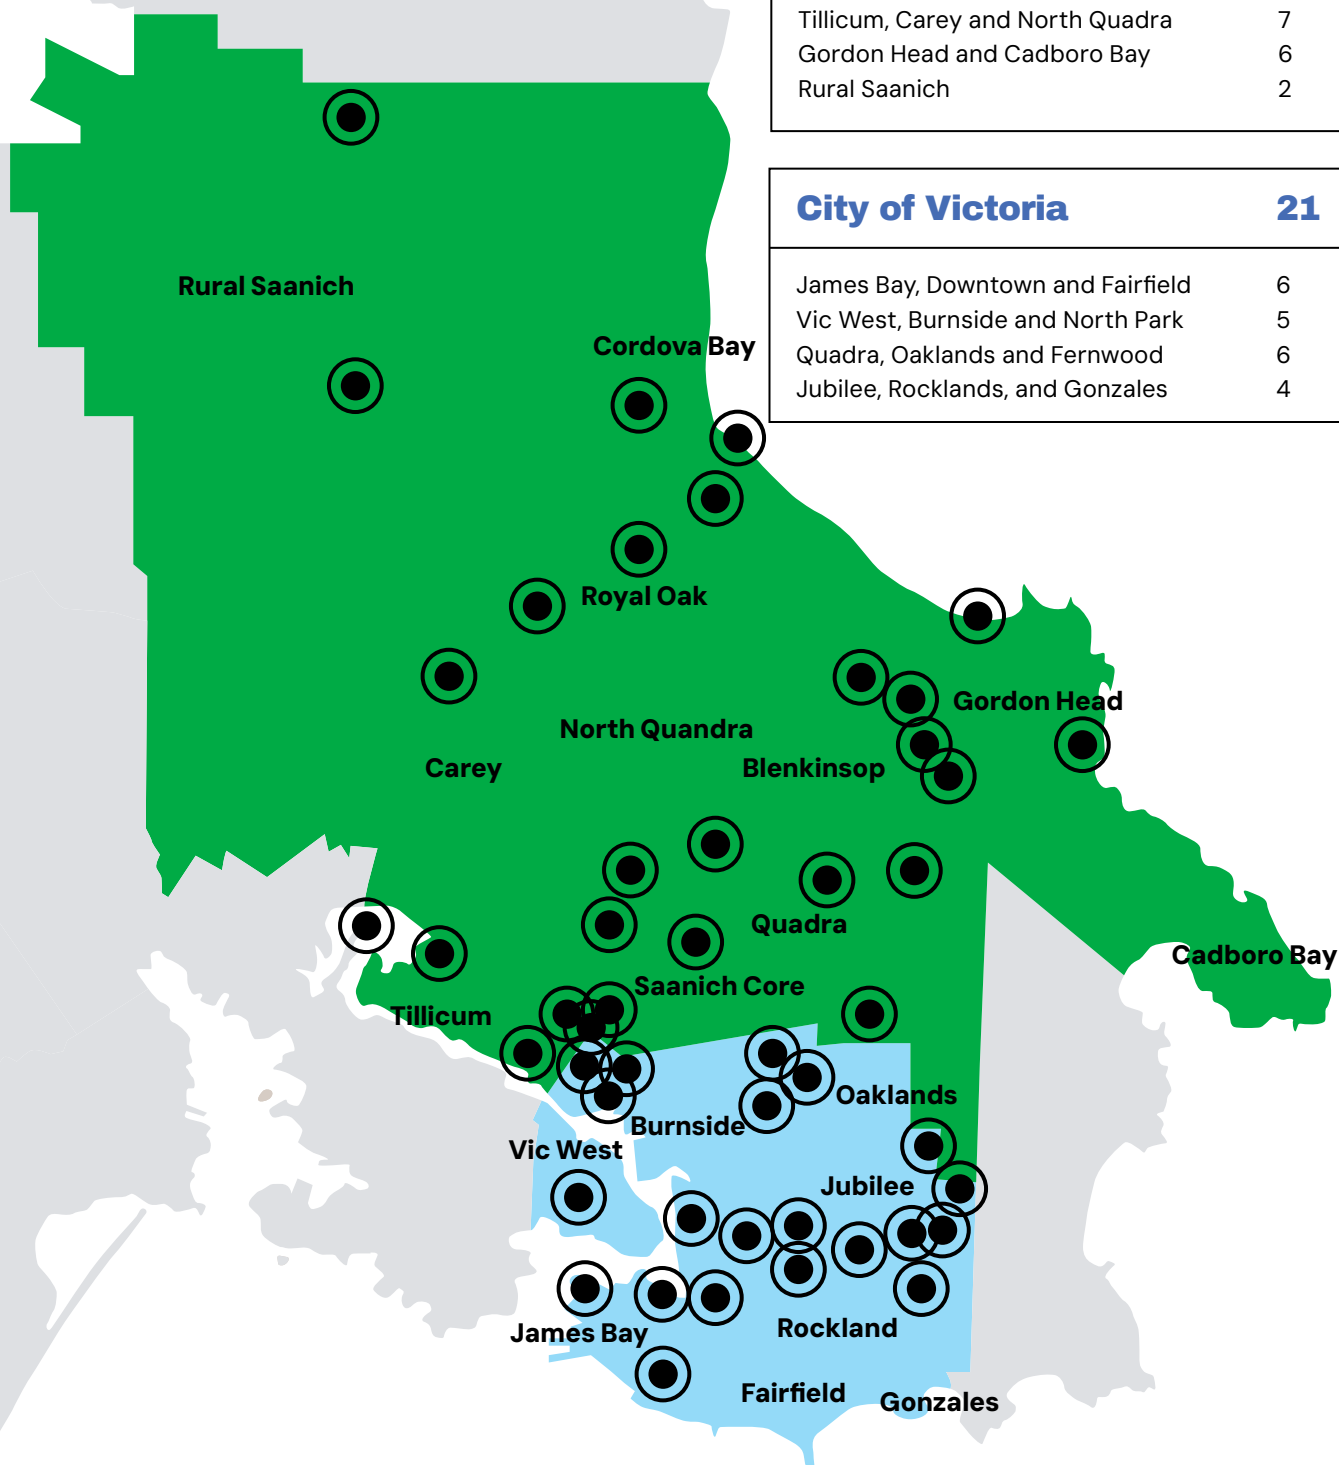 Tillicum, Carey and North Quadra 7
Gordon Head and Cadboro Bay 6
Rural Saanich 2
City of Victoria 21
James Bay, Downtown and Fairfield 6
Vic West, Burnside and North Park 5
Quadra, Oaklands and Fernwood 6
Jubilee, Rocklands, and Gonzales 4
Rural Saanich
Cordova Bay
Royal Oak
Gordon Head
North Quandra
Carey
Blenkinsop
Quadra
Cadboro Bay
Saanich Core
Tillicum
Oaklands
Burnside
Vic West
Jubilee
Rockland
James Bay
Fairfield
Gonzales